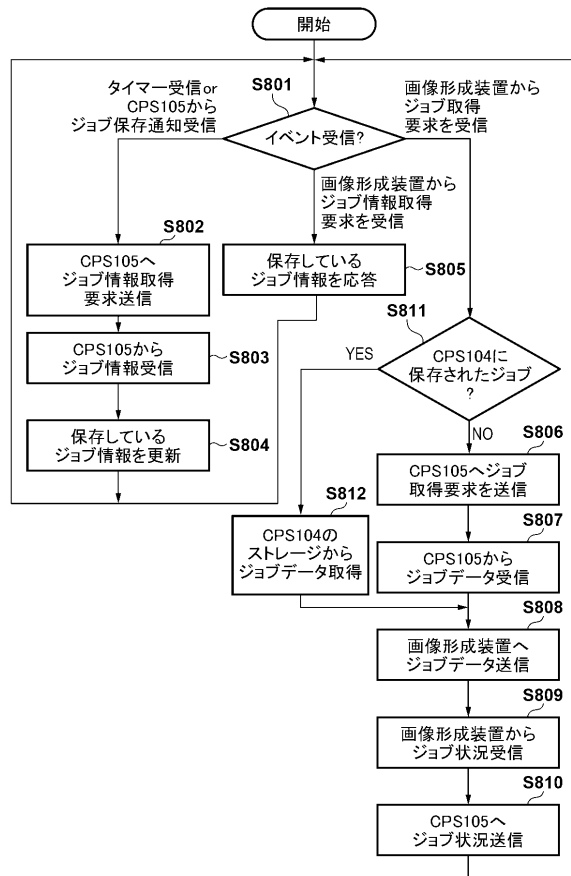 開始
S801
イベント受信?
タイマー受信or
CPS105から
ジョブ保存通知受信
画像形成装置から
ジョブ取得
要求を受信
画像形成装置から
ジョブ情報取得
要求を受信
S802
CPS105へ
ジョブ情報取得
要求送信
保存している
ジョブ情報を応答
S805
S803
CPS105から
ジョブ情報受信
S804
保存している
ジョブ情報を更新
S811
CPS104に
保存されたジョブ
?
YES
NO
S806
CPS105へジョブ
取得要求を送信
S812
CPS104の
ストレージから
ジョブデータ取得
S807
CPS105から
ジョブデータ受信
S808
画像形成装置へ
ジョブデータ送信
S809
画像形成装置から
ジョブ状況受信
S810
CPS105へ
ジョブ状況送信